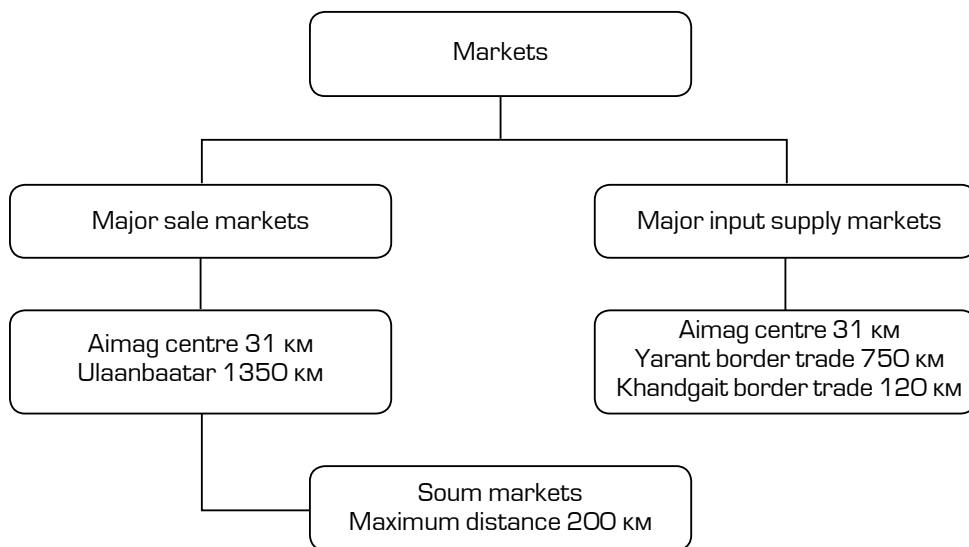 Markets
Major sale markets
Major input supply markets
Aimag centre 31 км
Ulaanbaatar 1350 км
Aimag centre 31 км
Yarant border trade 750 км
Khandgait border trade 120 км
Soum markets
Maximum distance 200 км